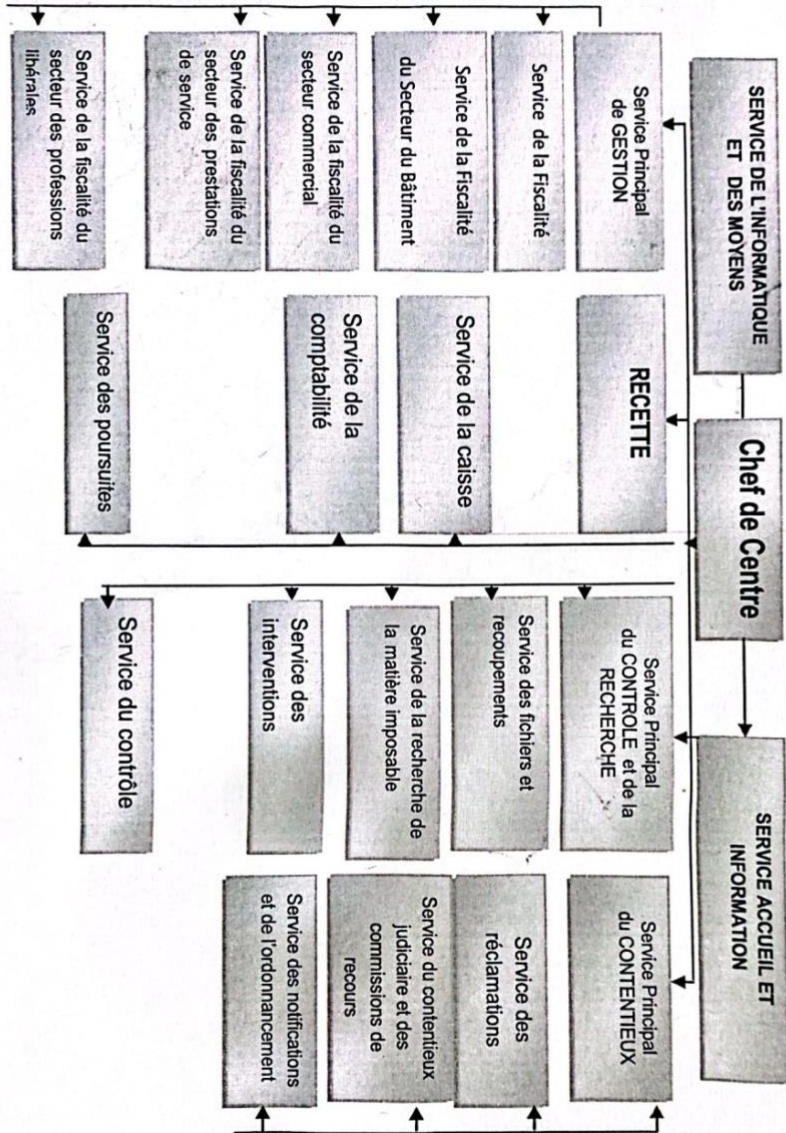 SERVICE DE L'INFORMATIQUE
ET DES MOYENS
Chef de Centre
SERVICE ACCUEIL ET
INFORMATION
Service Principal
de GESTION
RECETTE
Service Principal
du CONTROLE et de la
RECHERCHE
Service Principal
du CONTENTIEUX
Service de la Fiscalité
Service de la Fiscalité
du Secteur du Bâtiment
Service de la fiscalité du
secteur commercial
Service de la fiscalité du
secteur des prestations
de service
Service de la fiscalité du
secteur des professions
libérales
Service de la caisse
Service de la
comptabilité
Service des poursuites
Service des fichiers et
recoupements
Service de la recherche de
la matière imposable
Service des
interventions
Service du contrôle
Service des
réclamations
Service du contentieux
judiciaire et des
commissions de
recours
Service des notifications
et de l'ordonnancement